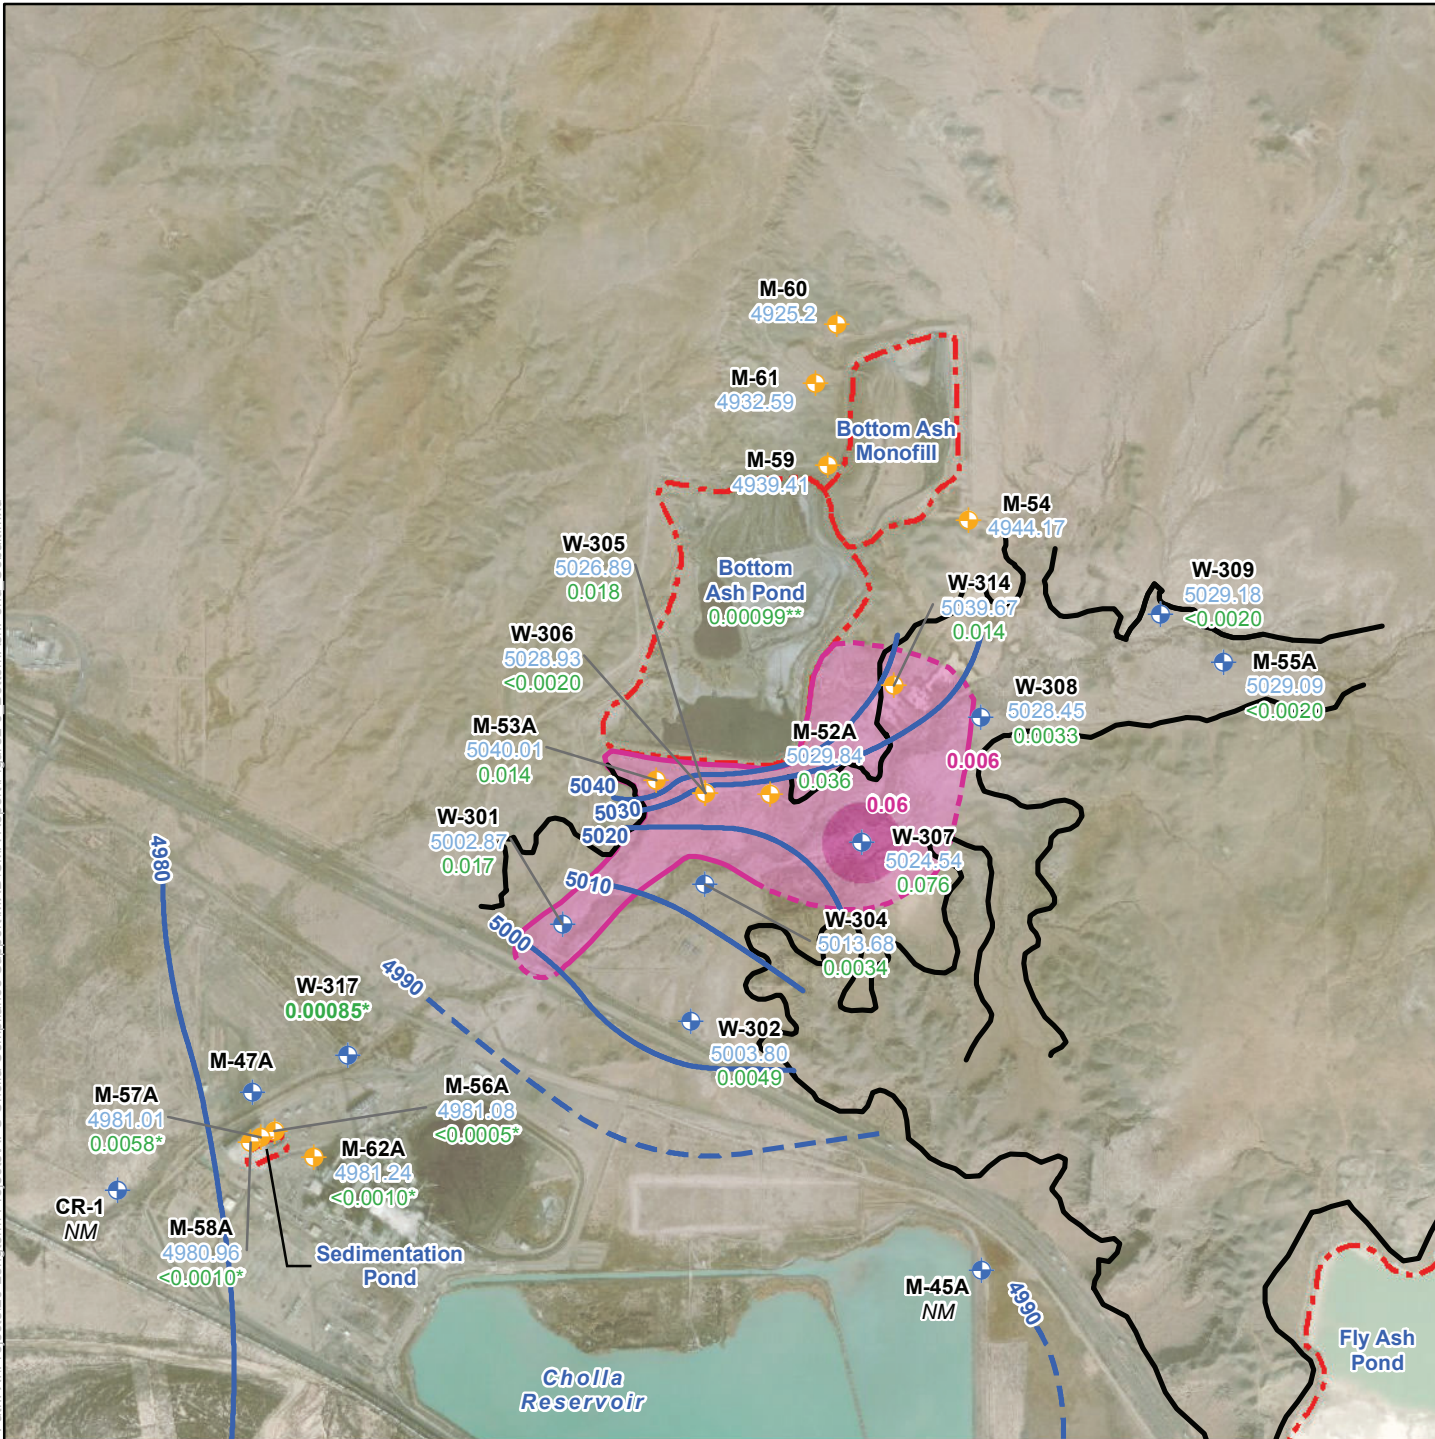 M-60
4925.2
M-61
4932.59
Bottom Ash
Monofill
M-59
4939.41
M-54
4944.17
W-305
5026.89
0.018
Bottom
Ash Pond
0.00099**
W-314
5039.67
0.014
W-309
5029.18
<0.0020
W-306
5028.93
<0.0020
M-55A
5029.09
<0.0020
W-308
5028.45
0.0033
M-53A
5040.01
0.014
M-52A
5029.84
0.036
0.006
5040
5030
5020
0.06
W-301
5002.87
0.017
W-307
5024.54
0.076
4980
5010
5000
W-304
5013.68
0.0034
4990
W-317
0.00085*
W-302
5003.80
0.0049
M-47A
M-57A
4981.01
0.0058*
M-56A
4981.08
<0.0005*
M-62A
4981.24
<0.0010*
CR-1
NM
M-58A
4980.96
<0.0010*
Sedimentation
Pond
M-45A
NM
4990
Fly Ash
Pond
Cholla
Reservoir